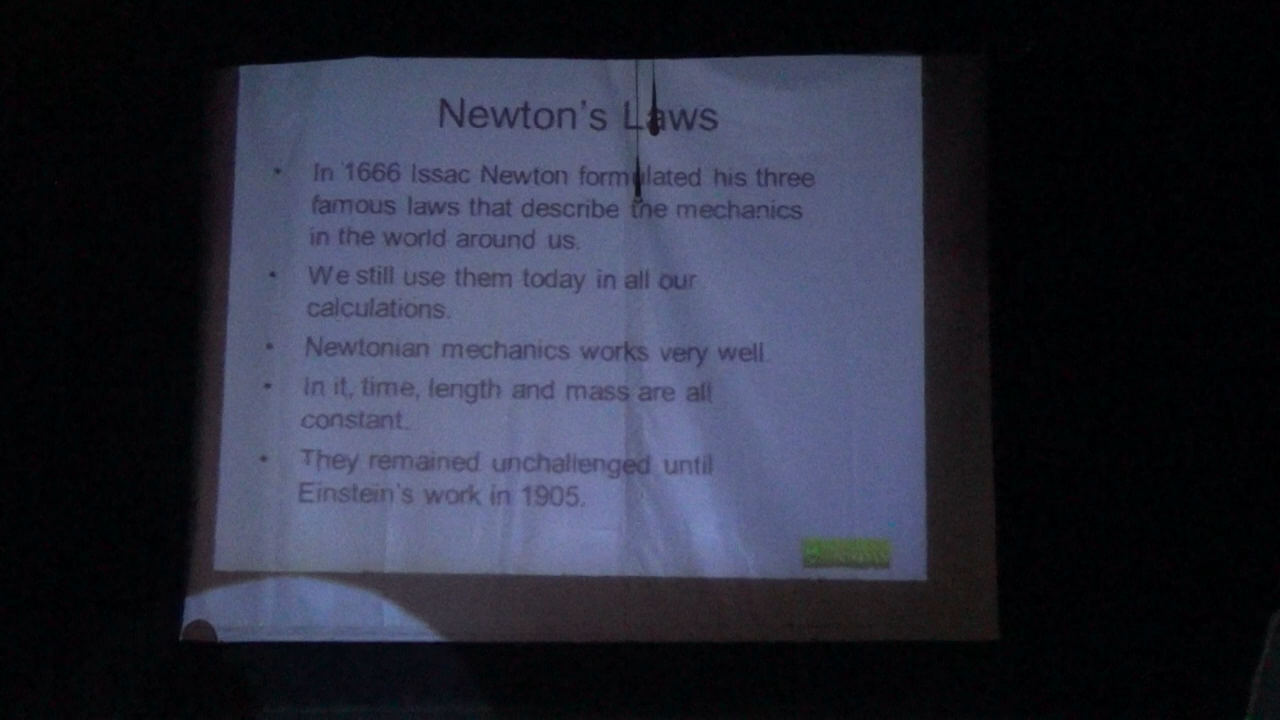 Newton's Laws
• In 1666 Issac Newton formulated his three
famous laws that describe the mechanics
in the world around us.
• We still use them today in all our
calculations.
• Newtonian mechanics works very well.
• In it, time, length and mass are all
constant.
• They remained unchallenged until
Einstein's work in 1905.